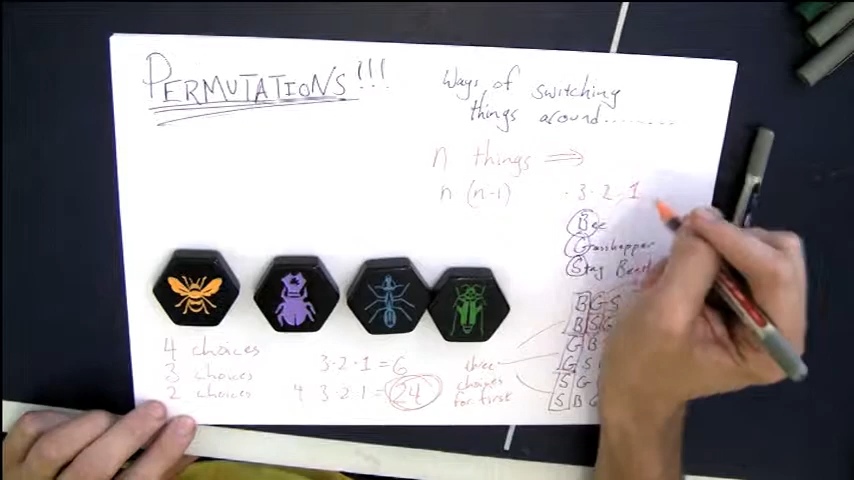 PERMUTATIONS!!!
Ways of switching
things around........
n things ⇒
n (n-1) · 3 · 2 · 1
Bee
Grasshopper
Stag Beetle
B G S
B S G
G B
G S
S G
S B G
4 choices
3 choices
2 choices
3·2·1=6
4 3·2·1=24
three
choices
for first